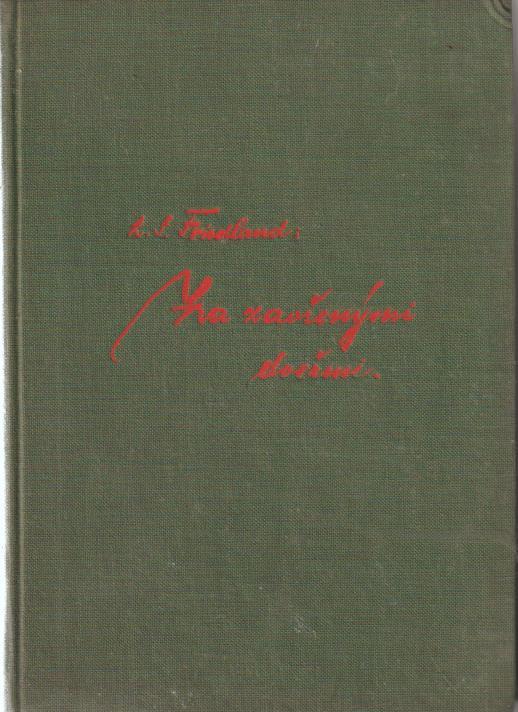 L. S. Friedland:
Za zavřenými
dveřmi.